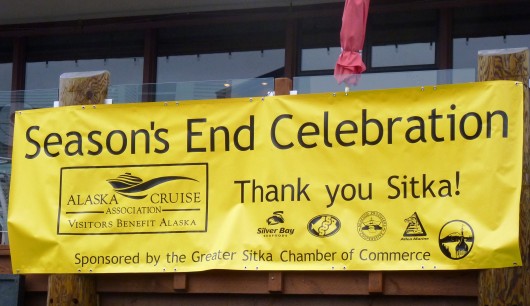 Season's End Celebration
ALASKA CRUISE
ASSOCIATION
VISITORS BENEFIT ALASKA
Thank you Sitka!
Silver Bay
SEAFOODS
Sponsored by the Greater Sitka Chamber of Commerce